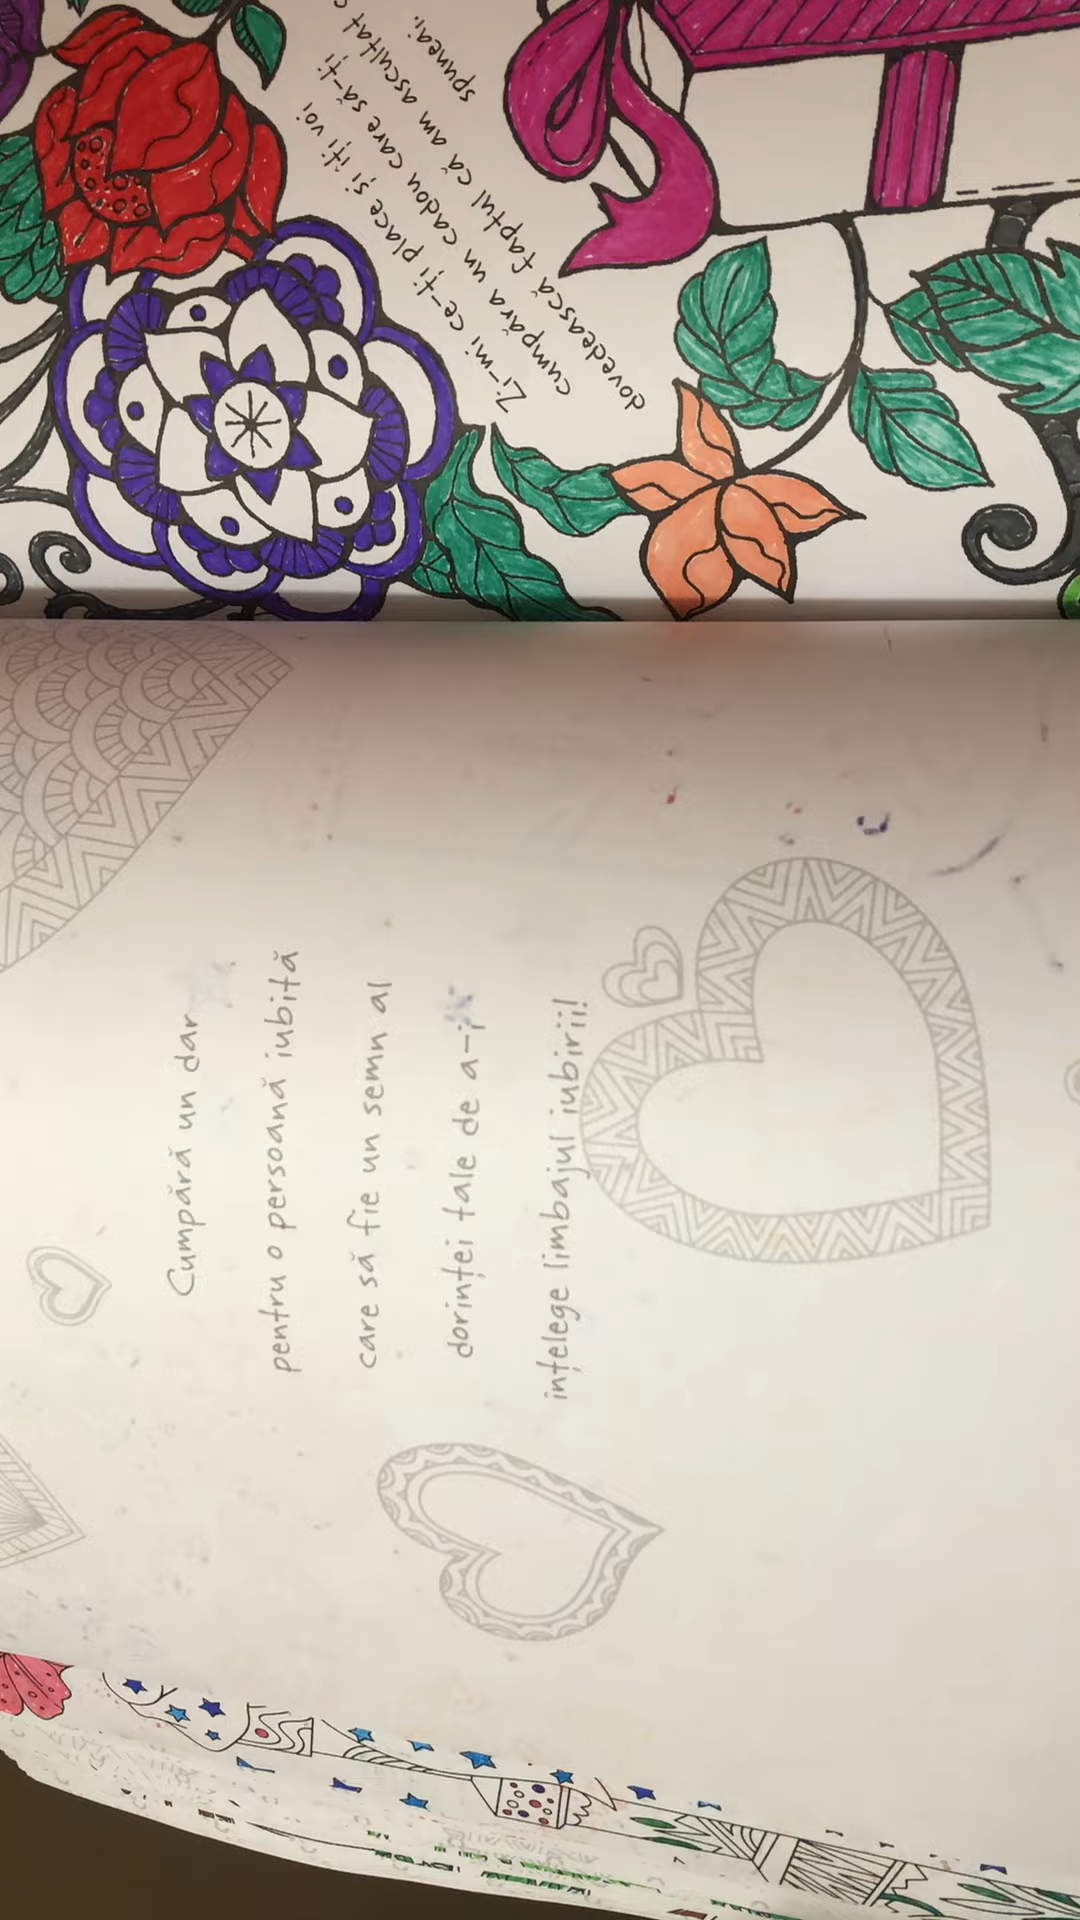 Zi-mi ce-ți place și îți voi
cumpăra un cadou care să-ți
dovedească faptul că am ascultat
spuneai.
Cumpără un dar
pentru o persoană iubită
care să fie un semn al
dorinței tale de a-i
înțelege limbajul iubirii!